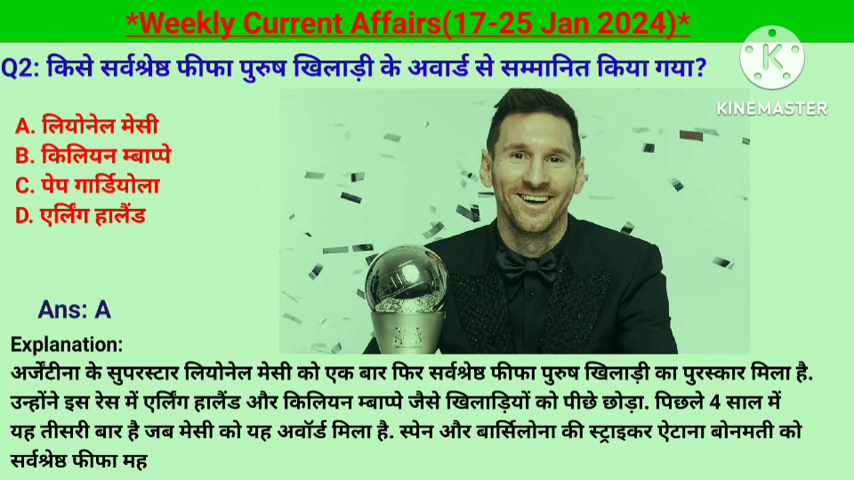 *Weekly Current Affairs(17-25 Jan 2024)*
Q2: किसे सर्वश्रेष्ठ फीफा पुरुष खिलाड़ी के अवार्ड से सम्मानित किया गया?
K
KINEMASTER
A. लियोनेल मेसी
B. किलियन म्बाप्पे
C. पेप गार्डियोला
D. एर्लिंग हालैंड
Ans: A
Explanation:
अर्जेंटीना के सुपरस्टार लियोनेल मेसी को एक बार फिर सर्वश्रेष्ठ फीफा पुरुष खिलाड़ी का पुरस्कार मिला है.
उन्होंने इस रेस में एर्लिंग हालैंड और किलियन म्बाप्पे जैसे खिलाड़ियों को पीछे छोड़ा. पिछले 4 साल में
यह तीसरी बार है जब मेसी को यह अवॉर्ड मिला है. स्पेन और बार्सिलोना की स्ट्राइकर ऐटाना बोनमती को
सर्वश्रेष्ठ फीफा मह